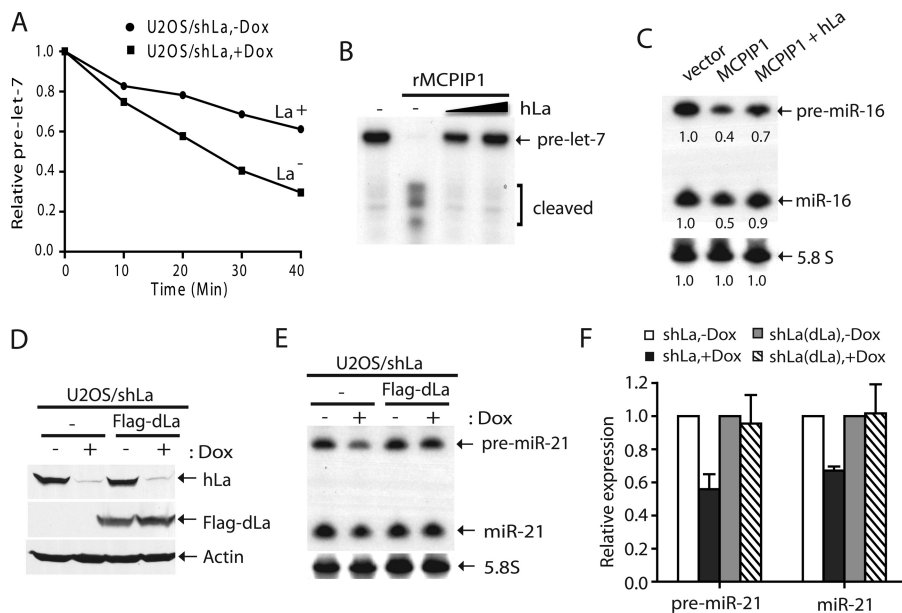 A
U2OS/shLa,-Dox
U2OS/shLa,+Dox
Relative pre-let-7
1.0
0.8
0.6
0.4
0.2
0.0
La+
La-
0 10 20 30 40
Time (Min)
B
rMCPIP1
- - hLa
pre-let-7
cleaved
C
vector MCPIP1 MCPIP1 + hLa
pre-miR-16
1.0 0.4 0.7
miR-16
1.0 0.5 0.9
5.8 S
1.0 1.0 1.0
D
U2OS/shLa
- Flag-dLa
- + - + : Dox
hLa
Flag-dLa
Actin
E
U2OS/shLa
- Flag-dLa
- + - + : Dox
pre-miR-21
miR-21
5.8S
F
shLa,-Dox shLa(dLa),-Dox
shLa,+Dox shLa(dLa),+Dox
Relative expression
1.2
1.0
0.8
0.6
0.4
0.2
0.0
pre-miR-21 miR-21